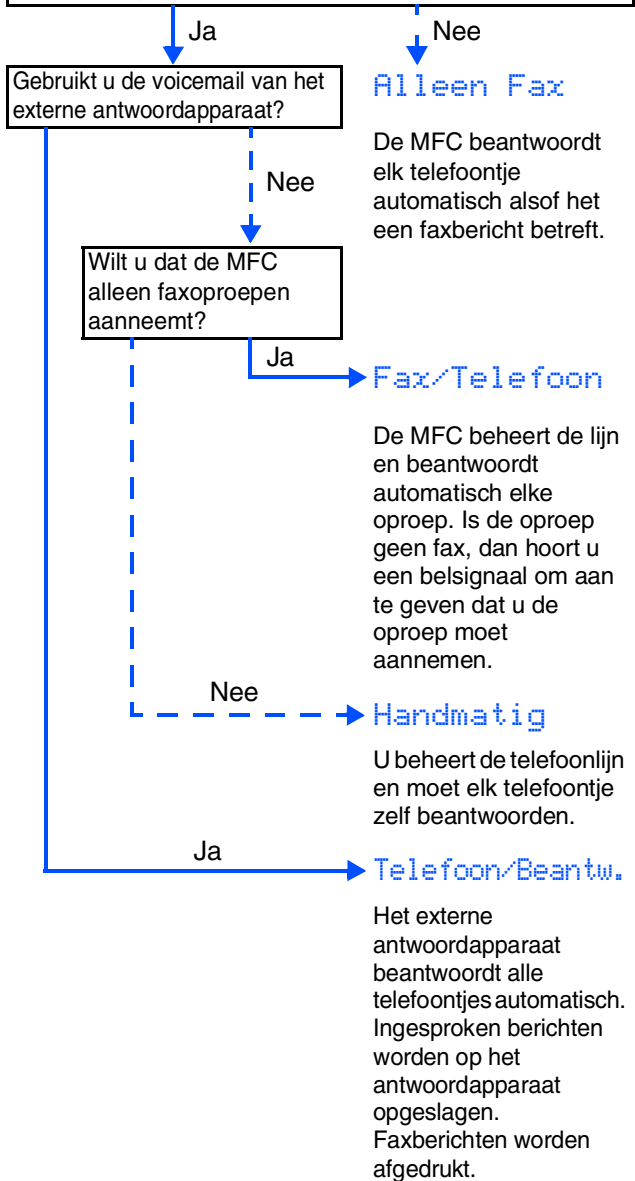 Ja
Nee
Gebruikt u de voicemail van het
externe antwoordapparaat?
Alleen Fax
De MFC beantwoordt
elk telefoontje
automatisch alsof het
een faxbericht betreft.
Nee
Wilt u dat de MFC
alleen faxoproepen
aanneemt?
Ja
Fax/Telefoon
De MFC beheert de lijn
en beantwoordt
automatisch elke
oproep. Is de oproep
geen fax, dan hoort u
een belsignaal om aan
te geven dat u de
oproep moet
aannemen.
Nee
Handmatig
U beheert de telefoonlijn
en moet elk telefoontje
zelf beantwoorden.
Ja
Telefoon/Beantw.
Het externe
antwoordapparaat
beantwoordt alle
telefoontjes automatisch.
Ingesproken berichten
worden op het
antwoordapparaat
opgeslagen.
Faxberichten worden
afgedrukt.